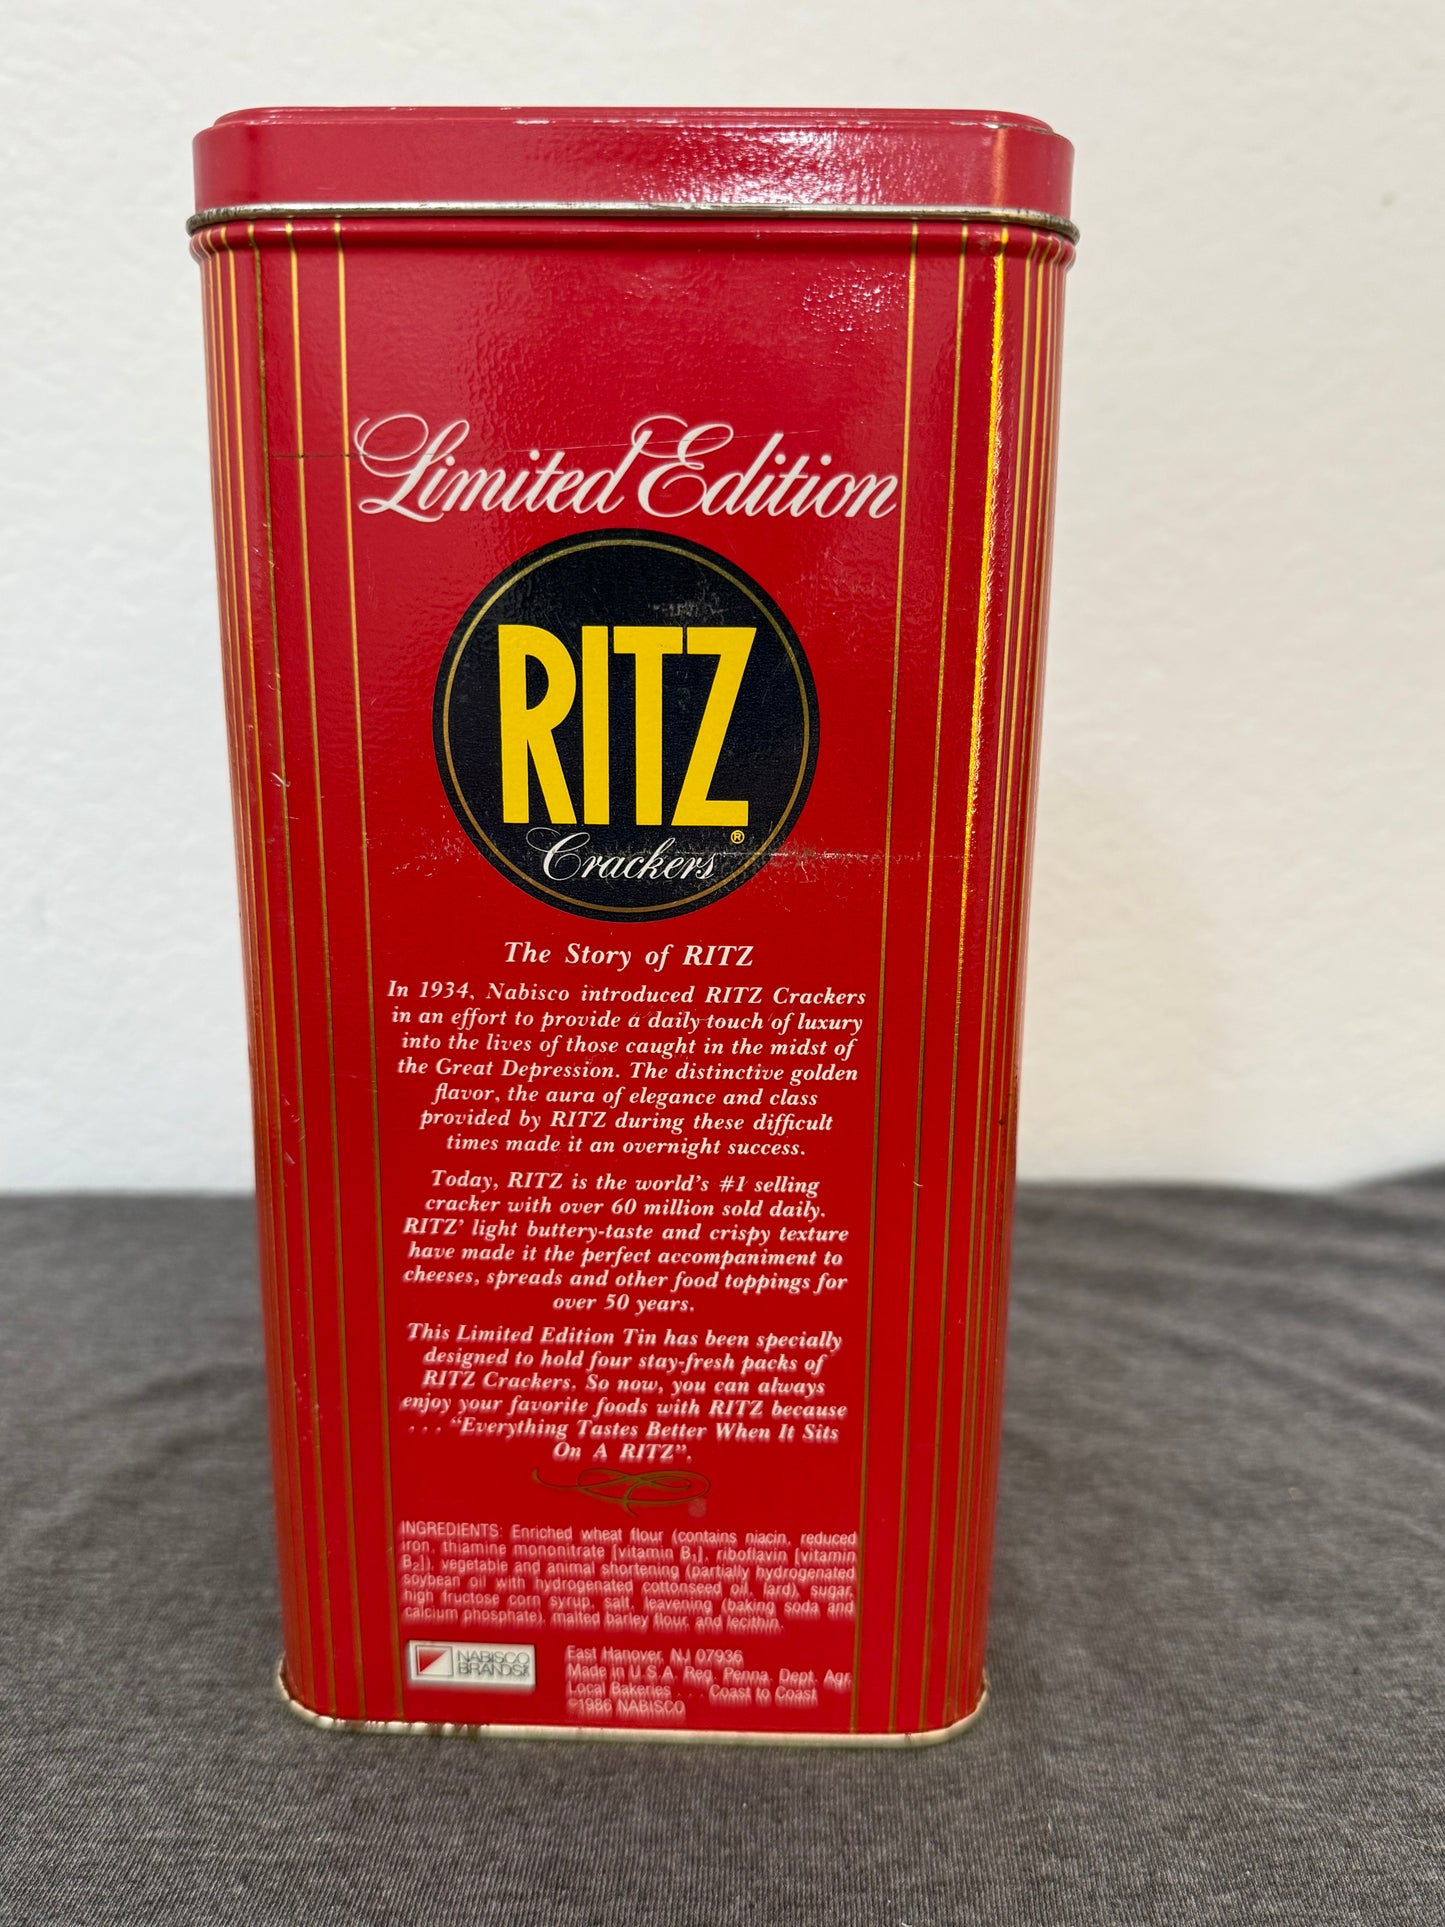 Limited Edition
RITZ
®
Crackers
The Story of RITZ
In 1934, Nabisco introduced RITZ Crackers
in an effort to provide a daily touch of luxury
into the lives of those caught in the midst of
the Great Depression. The distinctive golden
flavor, the aura of elegance and class
provided by RITZ during these difficult
times made it an overnight success.
Today, RITZ is the world's #1 selling
cracker with over 60 million sold daily.
RITZ' light buttery-taste and crispy texture
have made it the perfect accompaniment to
cheeses, spreads and other food toppings for
over 50 years.
This Limited Edition Tin has been specially
designed to hold four stay-fresh packs of
RITZ Crackers. So now, you can always
enjoy your favorite foods with RITZ because
. . . "Everything Tastes Better When It Sits
On A RITZ".
INGREDIENTS: Enriched wheat flour (contains niacin, reduced
iron, thiamine mononitrate [vitamin B₁], riboflavin [vitamin
B₂]), vegetable and animal shortening (partially hydrogenated
soybean oil with hydrogenated cottonseed oil, lard), sugar,
high fructose corn syrup, salt, leavening (baking soda and
calcium phosphate), malted barley flour, and lecithin.
NABISCO
BRANDS
East Hanover, NJ 07936
Made in U.S.A. Reg. Penna. Dept. Agr.
Local Bakeries . . . Coast to Coast
©1986 NABISCO